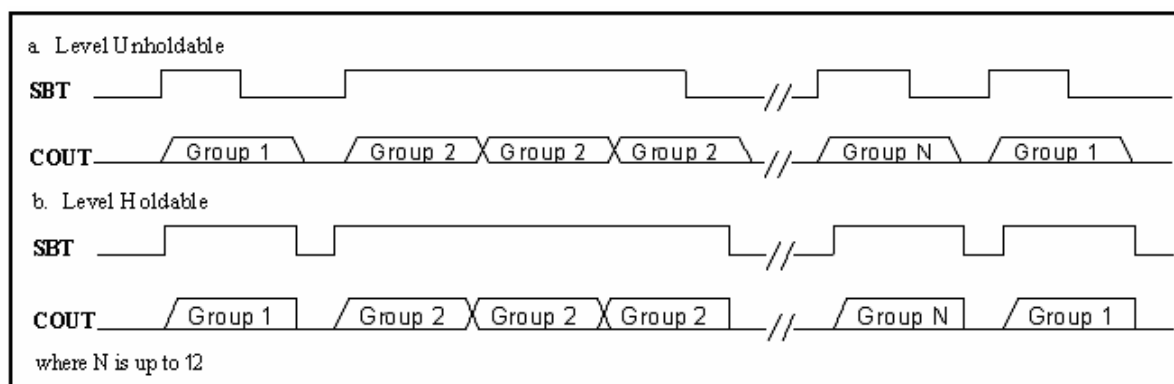 a. Level Unholdable
SBT
COUT Group 1 Group 2 Group 2 Group 2 Group N Group 1
b. Level Holdable
SBT
COUT Group 1 Group 2 Group 2 Group 2 Group N Group 1
where N is up to 12